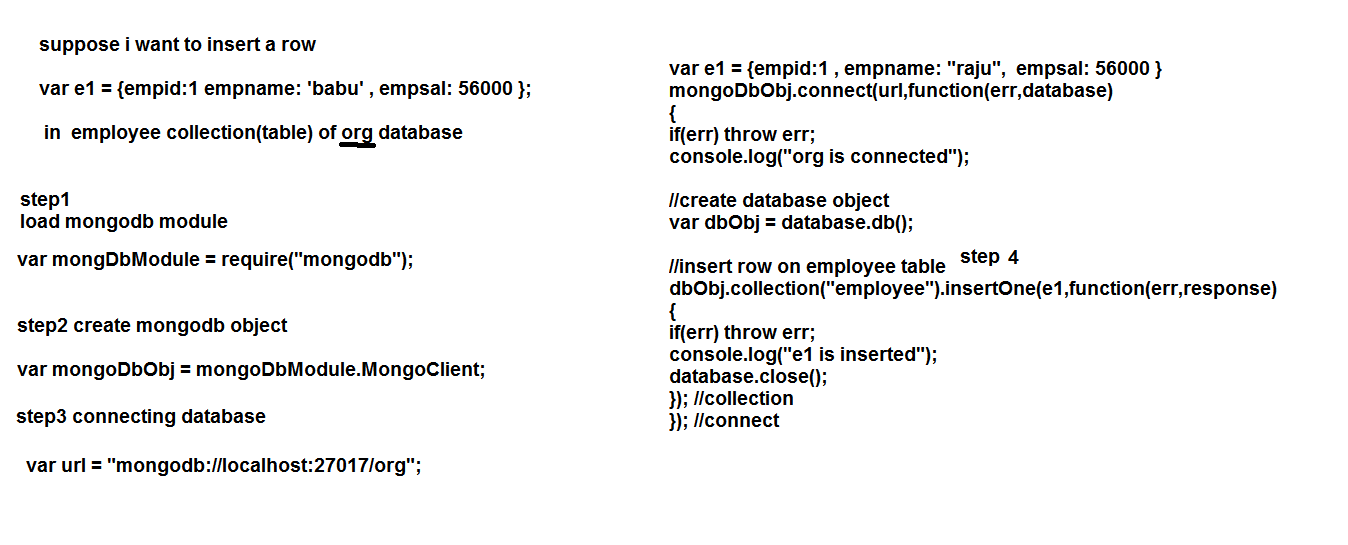 suppose i want to insert a row
var e1 = {empid:1 empname: 'babu' , empsal: 56000 };
in employee collection(table) of org database
step1
load mongodb module
var mongDbModule = require("mongodb");
step2 create mongodb object
var mongoDbObj = mongoDbModule.MongoClient;
step3 connecting database
var url = "mongodb://localhost:27017/org";
var e1 = {empid:1 , empname: "raju", empsal: 56000 }
mongoDbObj.connect(url,function(err,database)
{
if(err) throw err;
console.log("org is connected");
//create database object
var dbObj = database.db();
//insert row on employee table step 4
dbObj.collection("employee").insertOne(e1,function(err,response)
{
if(err) throw err;
console.log("e1 is inserted");
database.close();
}); //collection
}); //connect